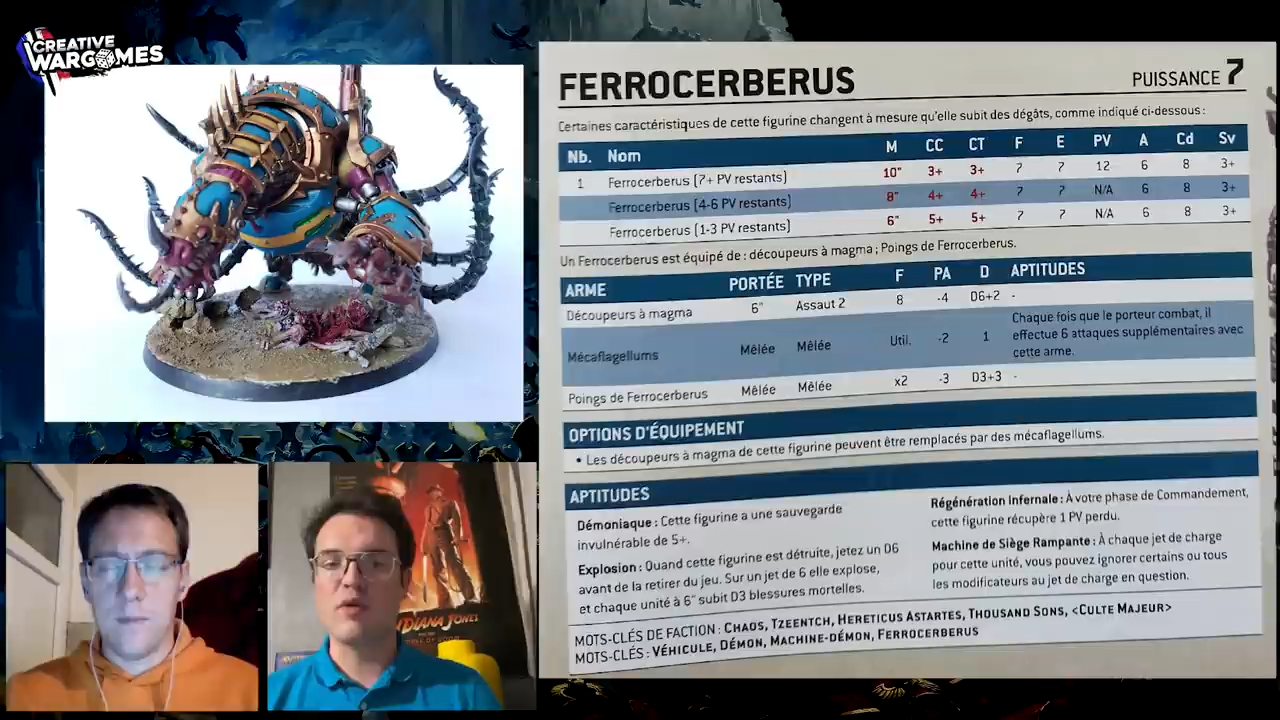 CREATIVE
WARGAMES
FERROCERBERUS
PUISSANCE 7
Certaines caractéristiques de cette figurine changent à mesure qu'elle subit des dégâts, comme indiqué ci-dessous :
Nb. Nom M CC CT F E PV A Cd Sv
1 Ferrocerberus (7+ PV restants) 10" 3+ 3+ 7 7 12 6 8 3+
Ferrocerberus (4-6 PV restants) 8" 4+ 4+ 7 7 N/A 6 8 3+
Ferrocerberus (1-3 PV restants) 6" 5+ 5+ 7 7 N/A 6 8 3+
Un Ferrocerberus est équipé de : découpeurs à magma ; Poings de Ferrocerberus.
ARME PORTÉE TYPE F PA D APTITUDES
Découpeurs à magma 6" Assaut 2 8 -4 D6+2 -
Mécaflagellums Mêlée Mêlée Util. -2 1 Chaque fois que le porteur combat, il
effectue 6 attaques supplémentaires avec
cette arme.
Poings de Ferrocerberus Mêlée Mêlée x2 -3 D3+3 -
OPTIONS D'ÉQUIPEMENT
• Les découpeurs à magma de cette figurine peuvent être remplacés par des mécaflagellums.
APTITUDES
Démoniaque : Cette figurine a une sauvegarde
invulnérable de 5+.
Explosion : Quand cette figurine est détruite, jetez un D6
avant de la retirer du jeu. Sur un jet de 6 elle explose,
et chaque unité à 6" subit D3 blessures mortelles.
Régénération Infernale : À votre phase de Commandement,
cette figurine récupère 1 PV perdu.
Machine de Siège Rampante : À chaque jet de charge
pour cette unité, vous pouvez ignorer certains ou tous
les modificateurs au jet de charge en question.
MOTS-CLÉS DE FACTION : CHAOS, TZEENTCH, HERETICUS ASTARTES, THOUSAND SONS, <CULTE MAJEUR>
MOTS-CLÉS : VÉHICULE, DÉMON, MACHINE-DÉMON, FERROCERBERUS
INDIANA JONES